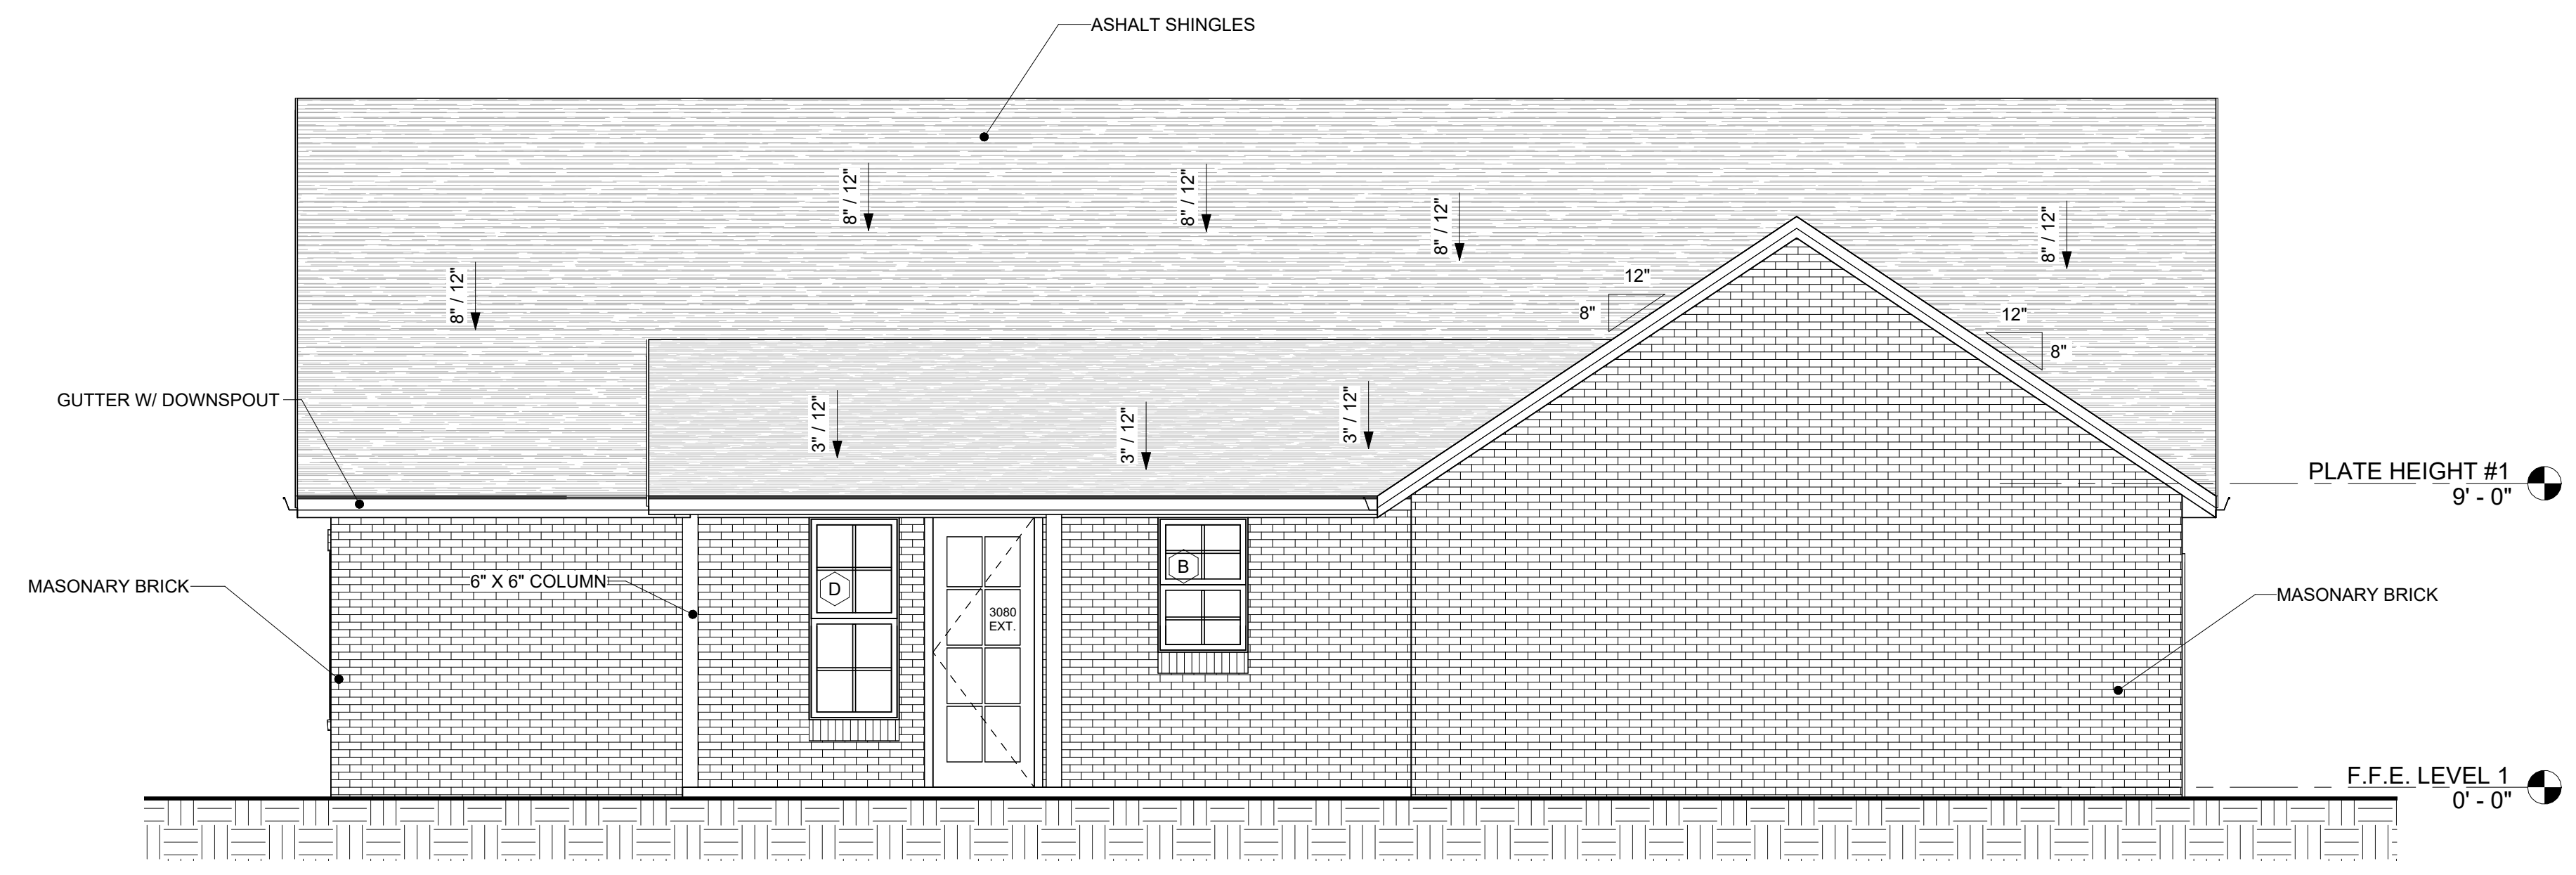 ASHALT SHINGLES
8" / 12"
8" / 12"
8" / 12"
8" / 12"
8" / 12"
12"
8"
12"
8"
GUTTER W/ DOWNSPOUT
3" / 12"
3" / 12"
3" / 12"
PLATE HEIGHT #1
9' - 0"
MASONARY BRICK
6" X 6" COLUMN
D
B
3080
EXT.
MASONARY BRICK
F.F.E. LEVEL 1
0' - 0"